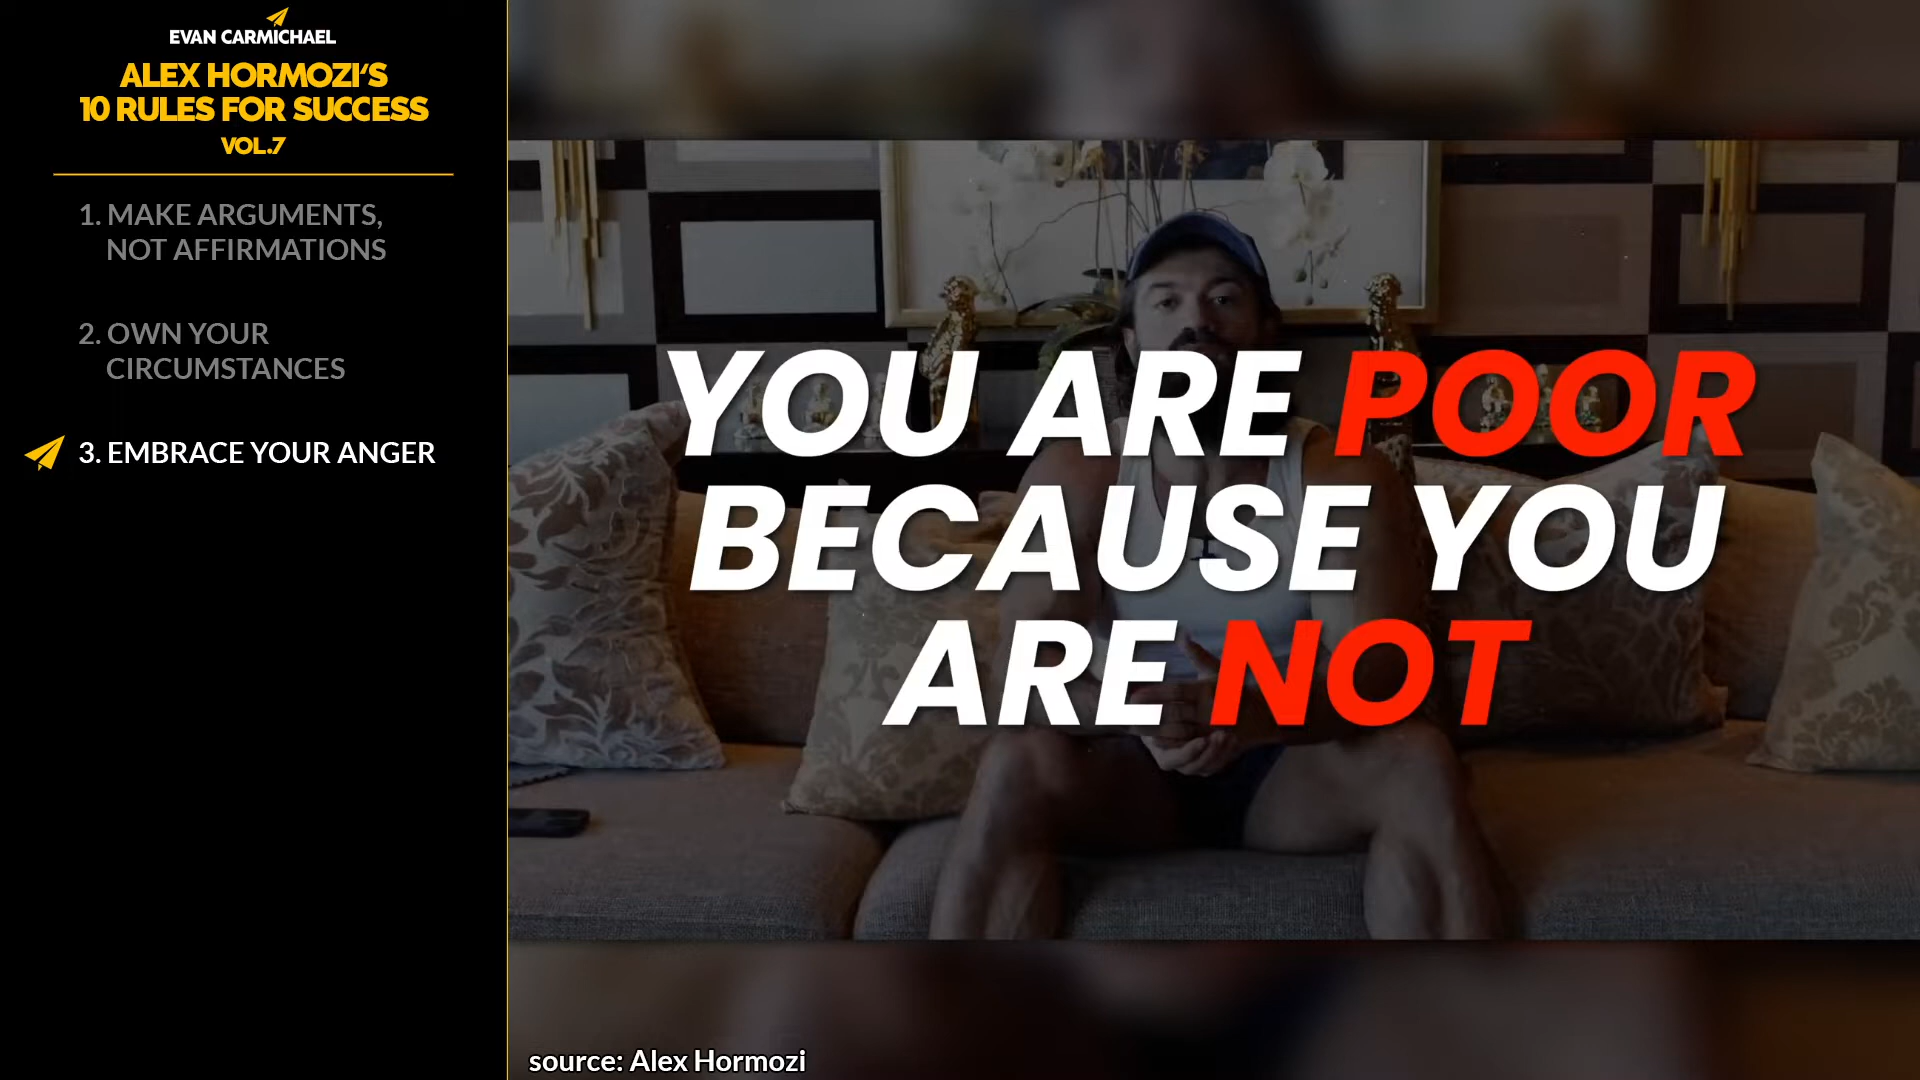 EVAN CARMICHAEL
ALEX HORMOZI'S
10 RULES FOR SUCCESS
VOL.7
1. MAKE ARGUMENTS,
NOT AFFIRMATIONS
2. OWN YOUR
CIRCUMSTANCES
3. EMBRACE YOUR ANGER
YOU ARE POOR
BECAUSE YOU
ARE NOT
source: Alex Hormozi